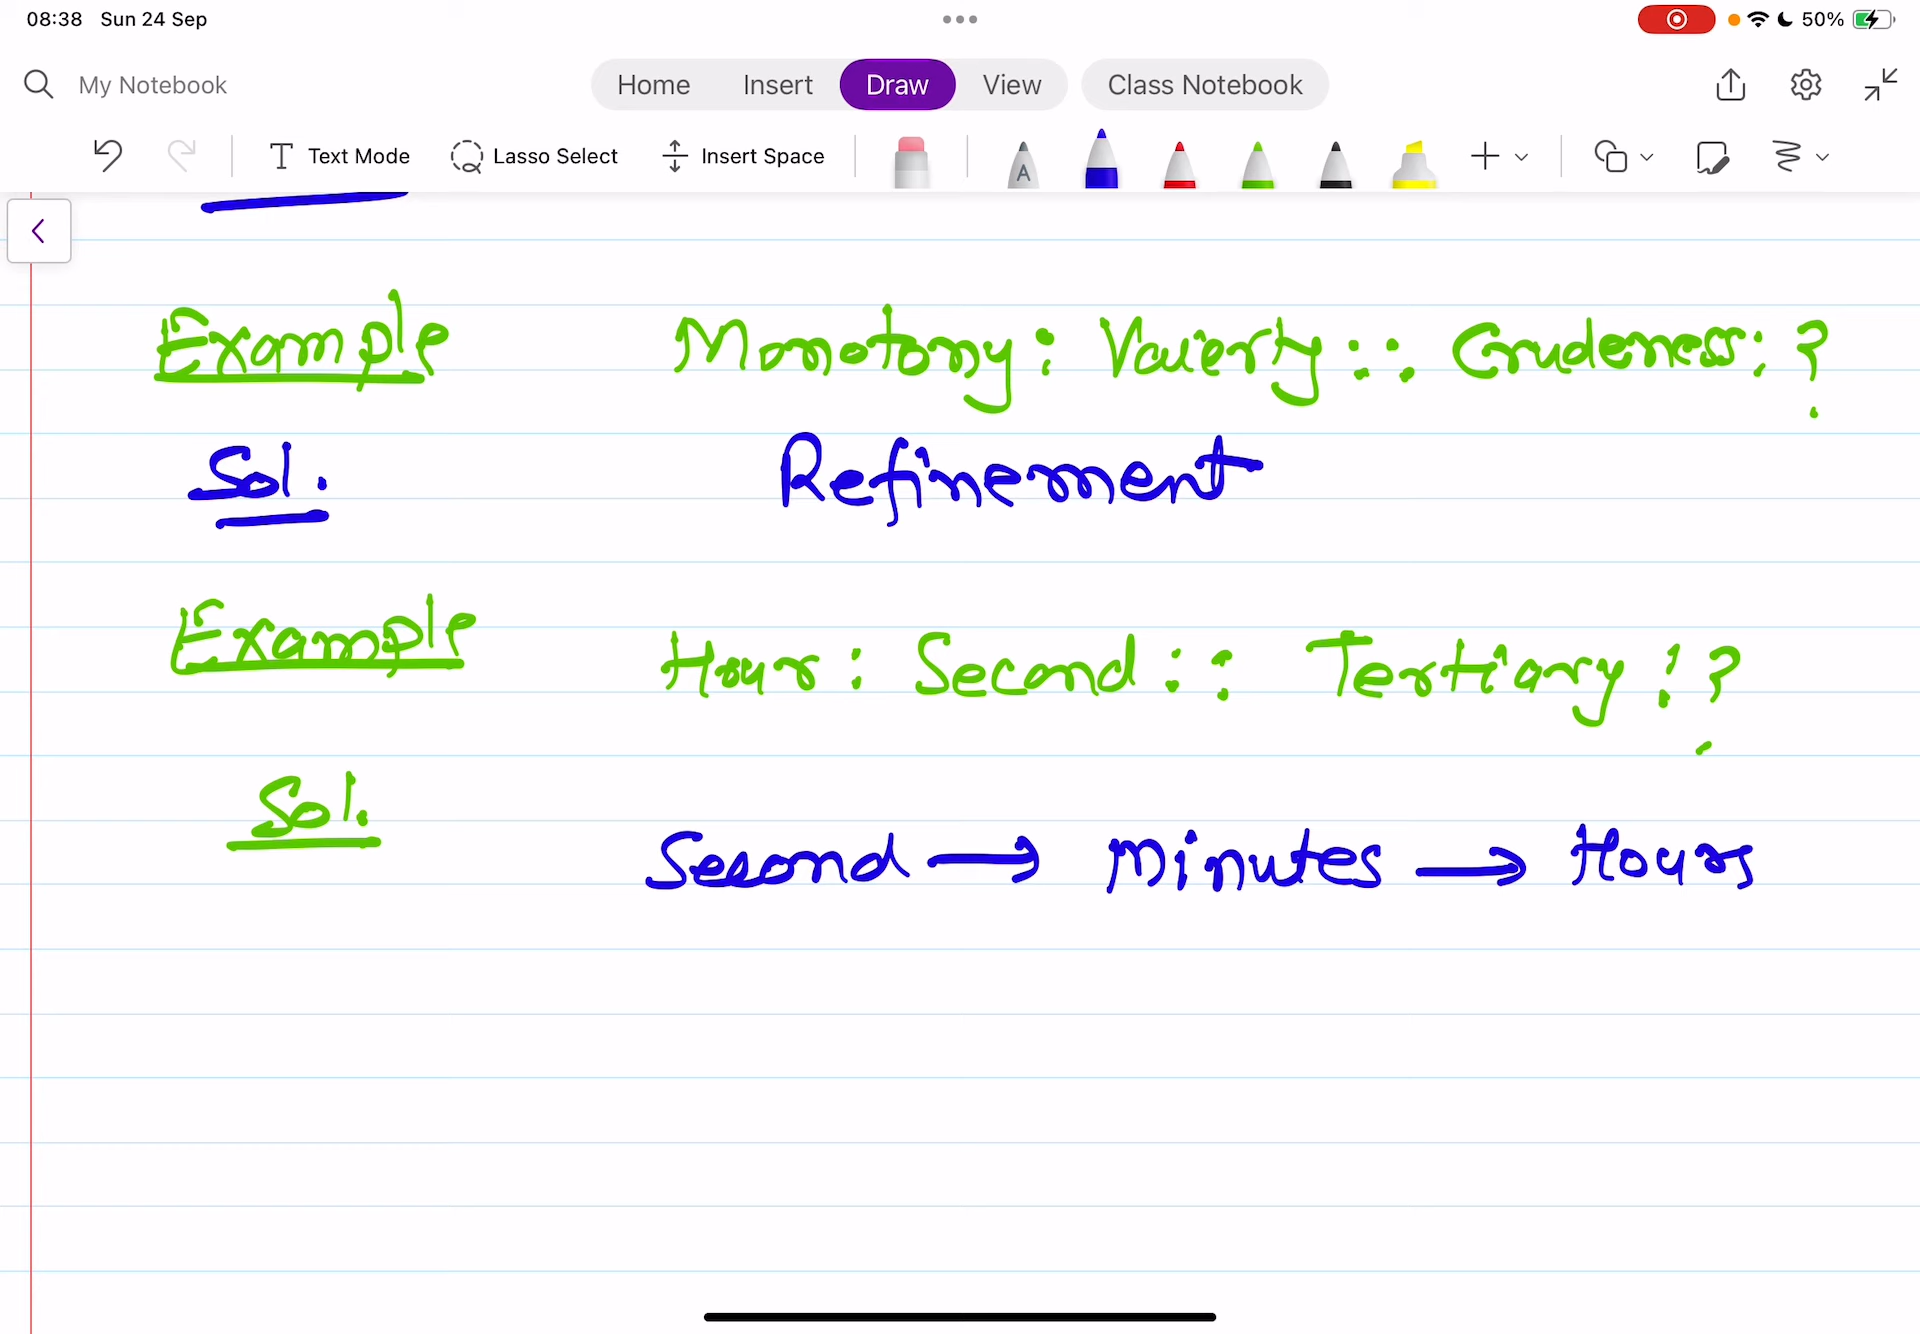 08:38 Sun 24 Sep
50%
My Notebook
Home Insert Draw View Class Notebook
Text Mode Lasso Select Insert Space
A
Example Monotony : Vaierty :: Crudeness : ?
Sol. Refinement
Example Hour : Second :: Tertiary : ?
Sol.
Second → Minutes → Hours